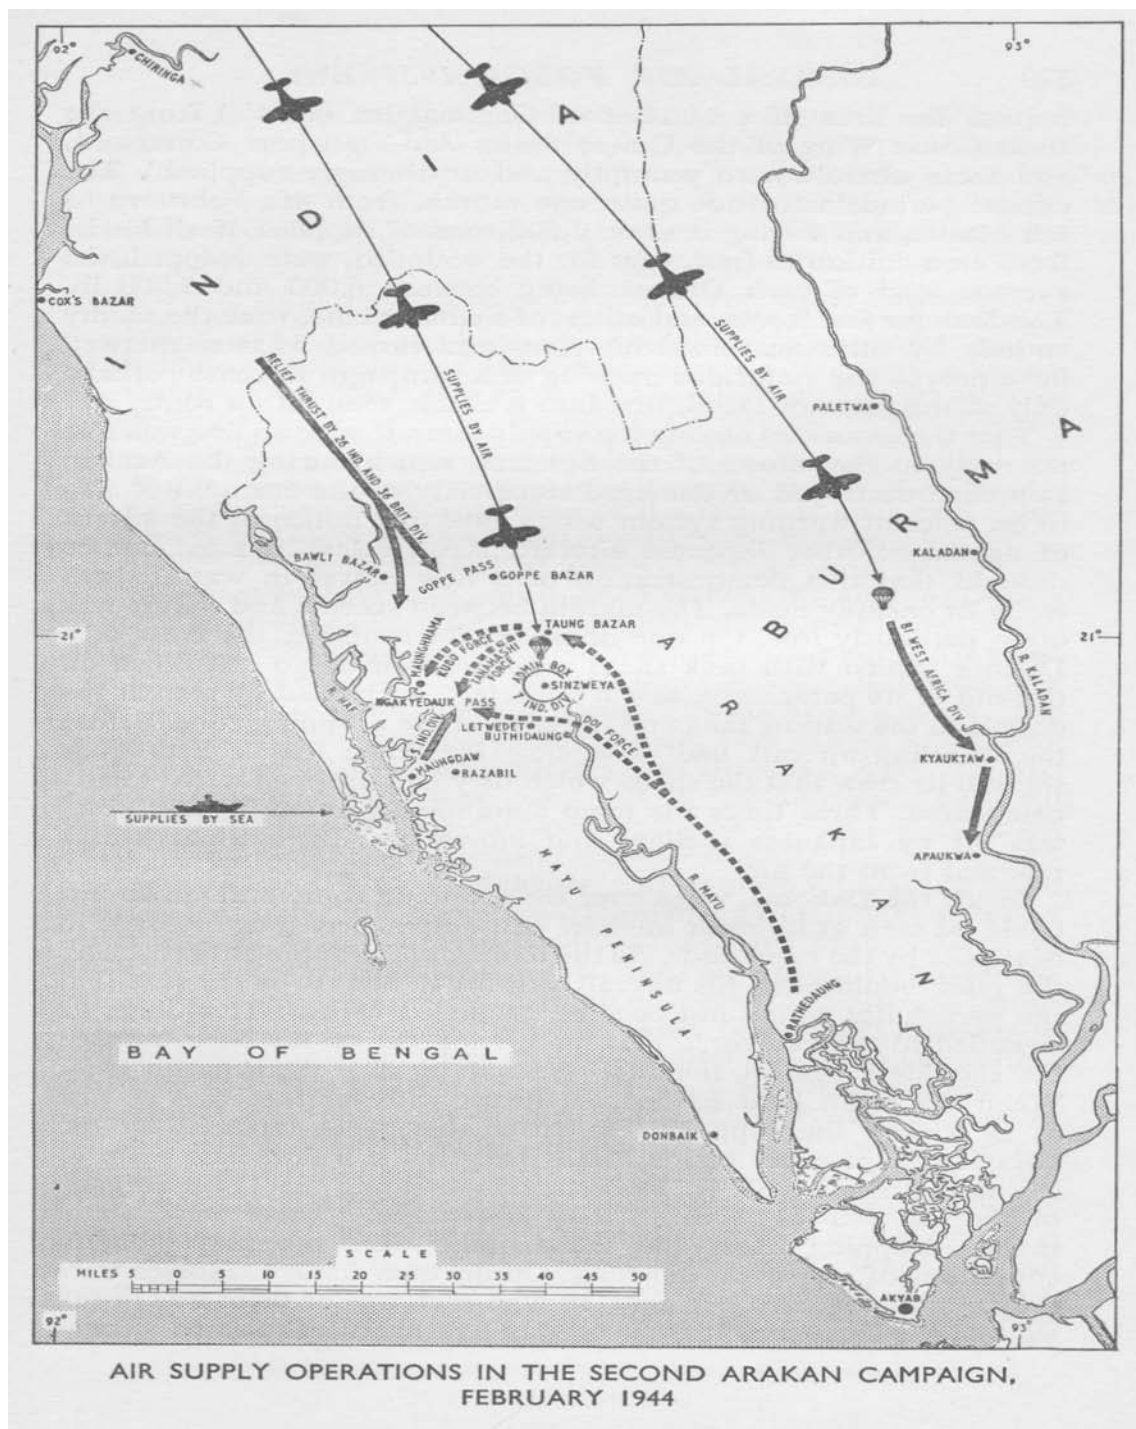 92°
93°
CHIRINGA
I N D I A
COX'S BAZAR
RELIEF THRUST BY 26 IND AND 36 BRIT. DIV.
SUPPLIES BY AIR
SUPPLIES BY AIR
PALETWA
B U R M A
KALADAN
BAWLI BAZAR
GOPPE PASS
GOPPE BAZAR
21°
21°
TAUNG BAZAR
MAUNGHNAMA
KUBO FORCE
TANAHASHI
FORCE
ADMIN BOX
SINZWEYA
7 IND. DIV.
R. NAF
NGAKYEDAUK PASS
5 IND. DIV.
LETWEDET
BUTHIDAUNG
DOI FORCE
81 WEST AFRICA DIV.
R. KALADAN
KYAUKTAW
MAUNGDAW
RAZABIL
SUPPLIES BY SEA
APAUKWA
A R A K A N
MAYU PENINSULA
R. MAYU
RATHEDAUNG
BAY OF BENGAL
DONBAIK
AKYAB
SCALE
MILES 5 0 5 10 15 20 25 30 35 40 45 50
92°
93°
AIR SUPPLY OPERATIONS IN THE SECOND ARAKAN CAMPAIGN,
FEBRUARY 1944